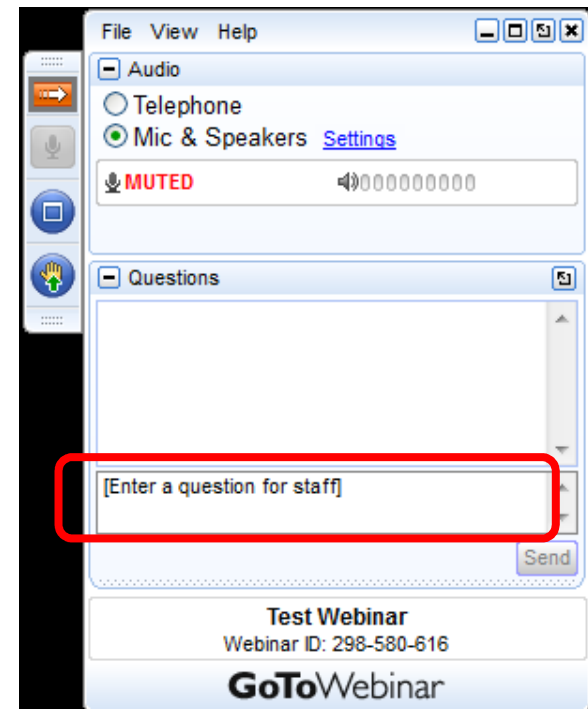 File View Help
Audio
Telephone
Mic & Speakers Settings
MUTED 000000000
Questions
[Enter a question for staff]
Send
Test Webinar
Webinar ID: 298-580-616
GoToWebinar